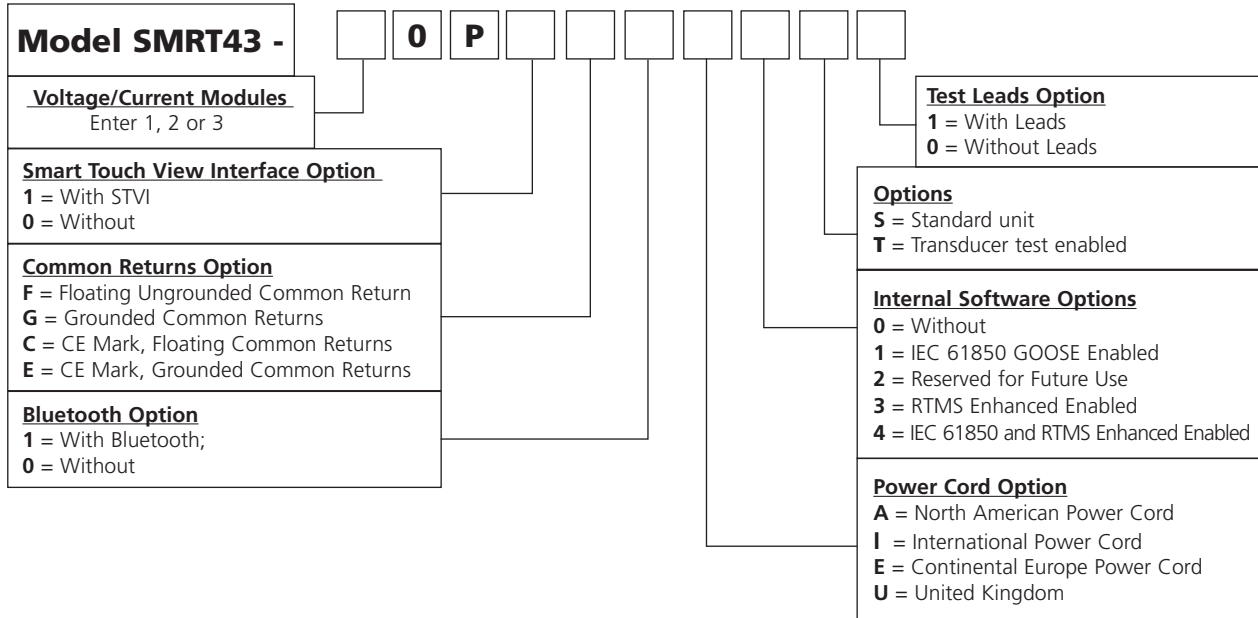 Model SMRT43 - 0 P
Voltage/Current Modules
Enter 1, 2 or 3
Smart Touch View Interface Option
1 = With STVI
0 = Without
Common Returns Option
F = Floating Ungrounded Common Return
G = Grounded Common Returns
C = CE Mark, Floating Common Returns
E = CE Mark, Grounded Common Returns
Bluetooth Option
1 = With Bluetooth;
0 = Without
Test Leads Option
1 = With Leads
0 = Without Leads
Options
S = Standard unit
T = Transducer test enabled
Internal Software Options
0 = Without
1 = IEC 61850 GOOSE Enabled
2 = Reserved for Future Use
3 = RTMS Enhanced Enabled
4 = IEC 61850 and RTMS Enhanced Enabled
Power Cord Option
A = North American Power Cord
I = International Power Cord
E = Continental Europe Power Cord
U = United Kingdom